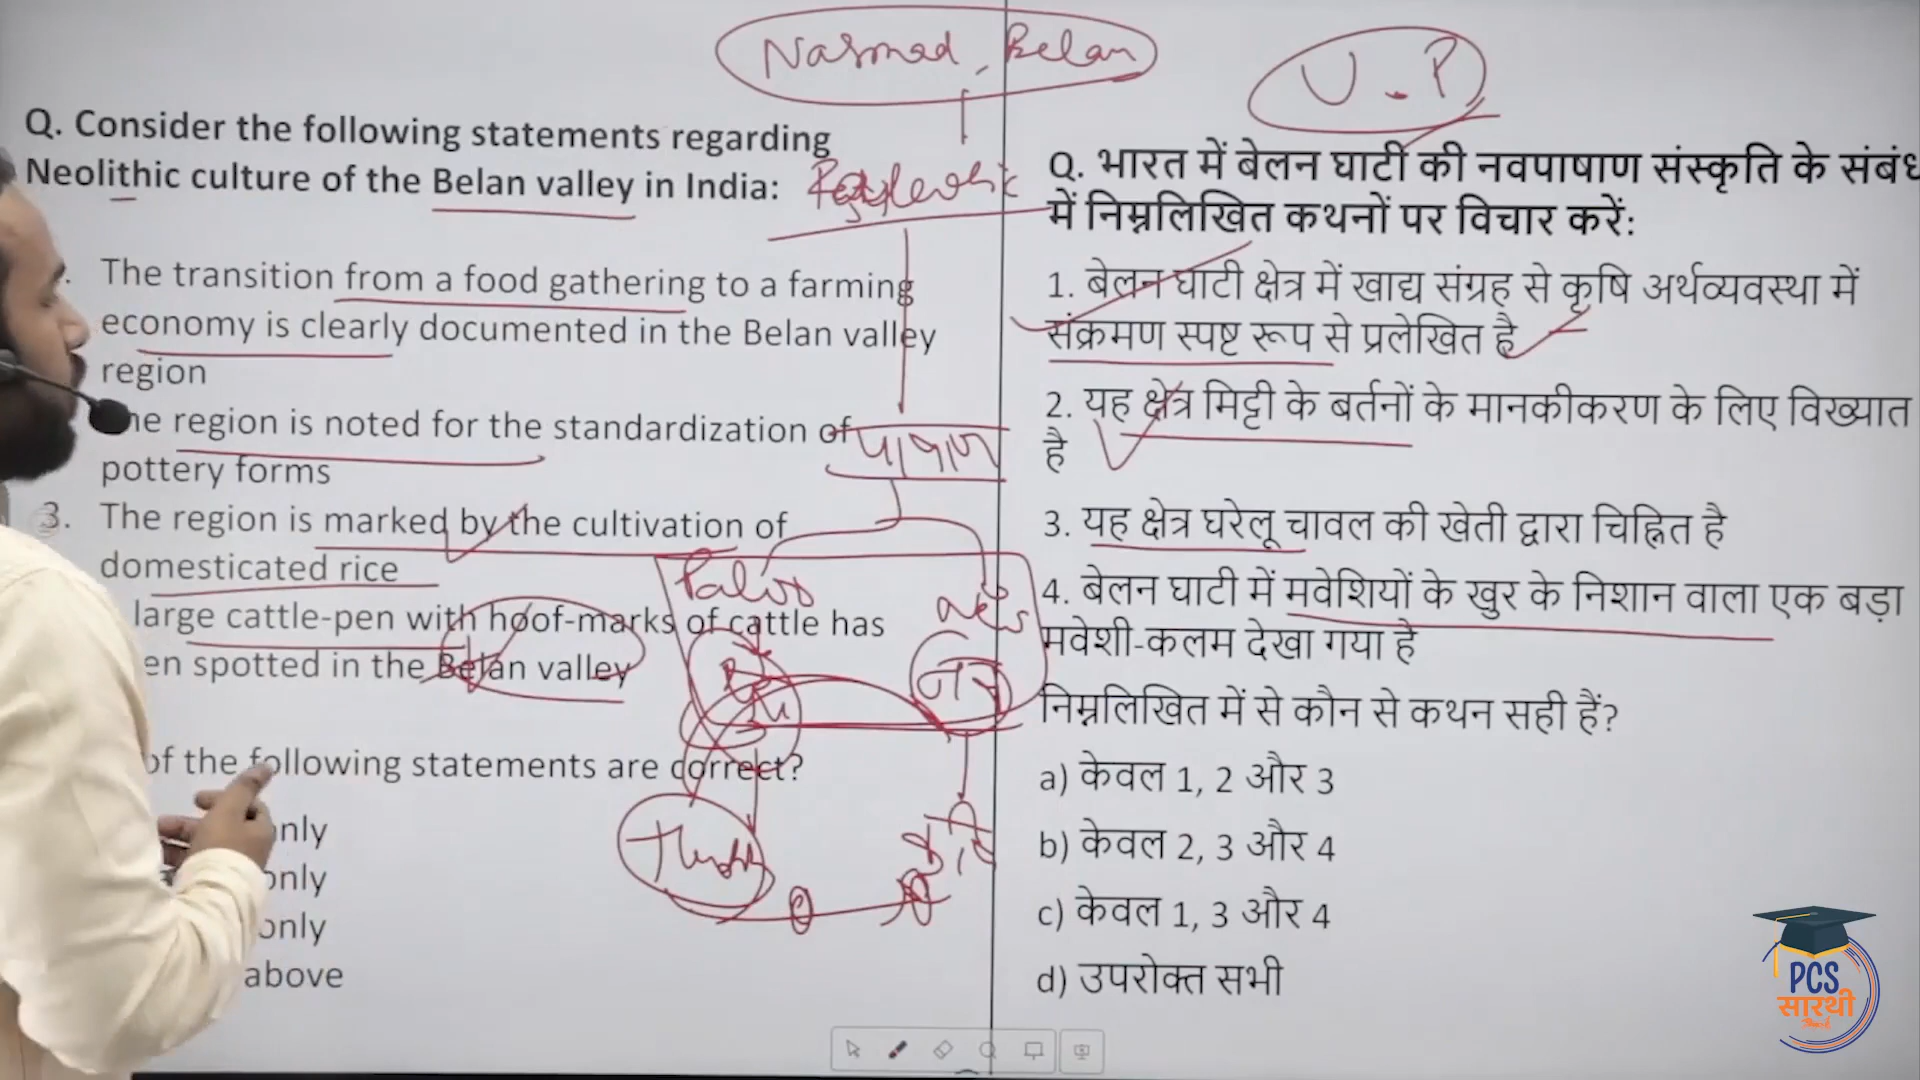 Narmad, Belan
U.P
Q. Consider the following statements regarding
Neolithic culture of the Belan valley in India:
The transition from a food gathering to a farming
economy is clearly documented in the Belan valley
region
he region is noted for the standardization of
पाषाण
pottery forms
3. The region is marked by the cultivation of
domesticated rice
large cattle-pen with hoof-marks of cattle has
en spotted in the Belan valley
of the following statements are correct?
only
only
only
above
Q. भारत में बेलन घाटी की नवपाषाण संस्कृति के संबंध
में निम्नलिखित कथनों पर विचार करें:
1. बेलन घाटी क्षेत्र में खाद्य संग्रह से कृषि अर्थव्यवस्था में
संक्रमण स्पष्ट रूप से प्रलेखित है
2. यह क्षेत्र मिट्टी के बर्तनों के मानकीकरण के लिए विख्यात
है
3. यह क्षेत्र घरेलू चावल की खेती द्वारा चिह्नित है
4. बेलन घाटी में मवेशियों के खुर के निशान वाला एक बड़ा
मवेशी-कलम देखा गया है
निम्नलिखित में से कौन से कथन सही हैं?
a) केवल 1, 2 और 3
b) केवल 2, 3 और 4
c) केवल 1, 3 और 4
d) उपरोक्त सभी
PCS
सारथी